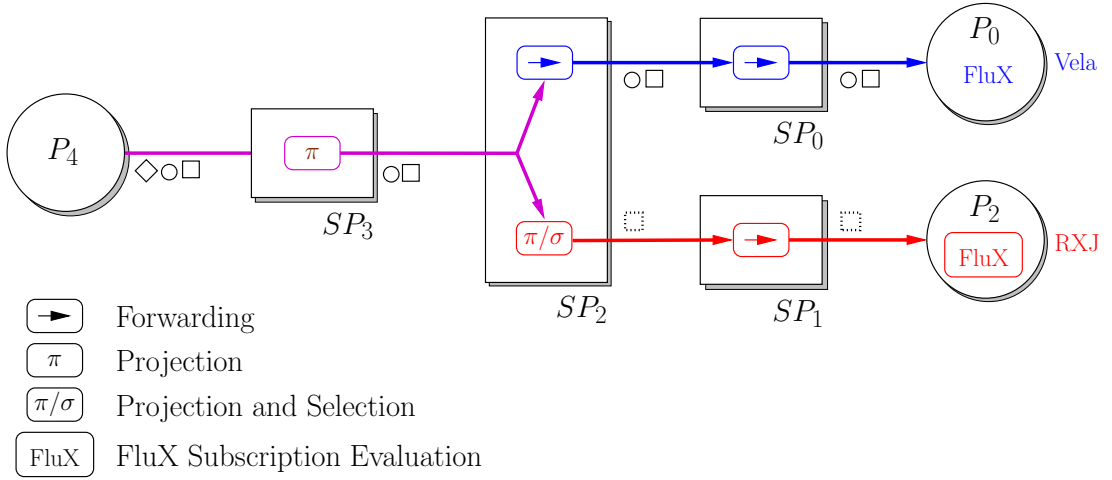 P0
FluX
Vela
SP0
P4
π
SP3
P2
FluX
RXJ
π/σ
SP2
SP1
Forwarding
π Projection
π/σ Projection and Selection
FluX FluX Subscription Evaluation